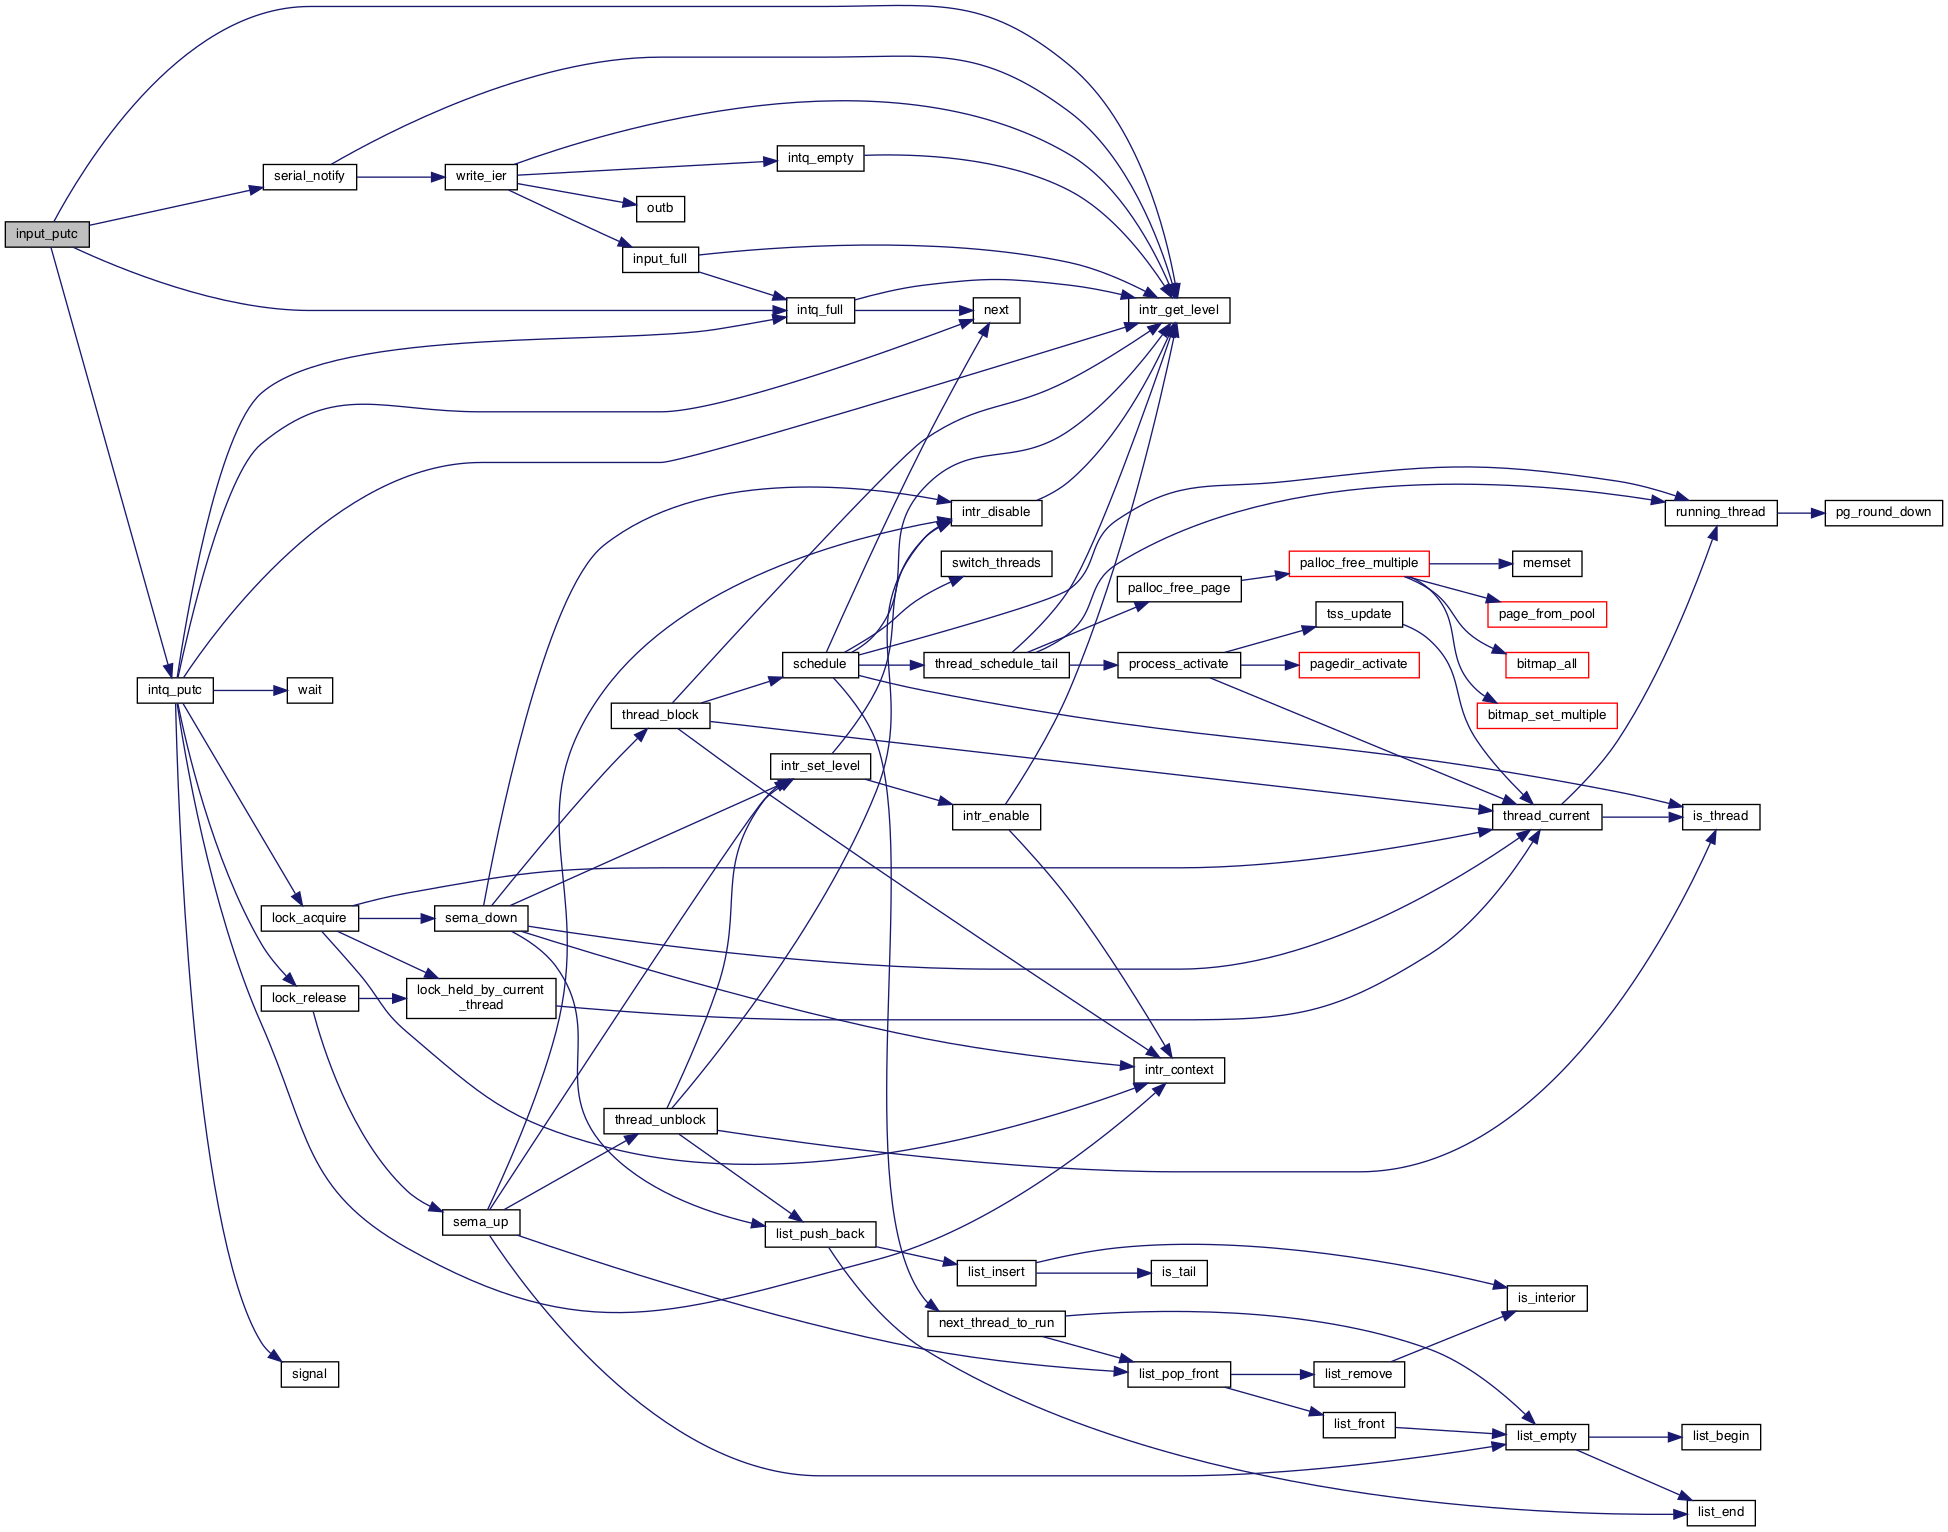 input_putc
serial_notify
write_ier
intq_empty
outb
input_full
intq_full
next
intr_get_level
intr_disable
running_thread
pg_round_down
switch_threads
palloc_free_multiple
memset
palloc_free_page
page_from_pool
tss_update
schedule
thread_schedule_tail
process_activate
pagedir_activate
bitmap_all
intq_putc
wait
thread_block
bitmap_set_multiple
intr_set_level
intr_enable
thread_current
is_thread
lock_acquire
sema_down
lock_release
lock_held_by_current
_thread
intr_context
thread_unblock
sema_up
list_push_back
list_insert
is_tail
is_interior
next_thread_to_run
signal
list_pop_front
list_remove
list_front
list_empty
list_begin
list_end